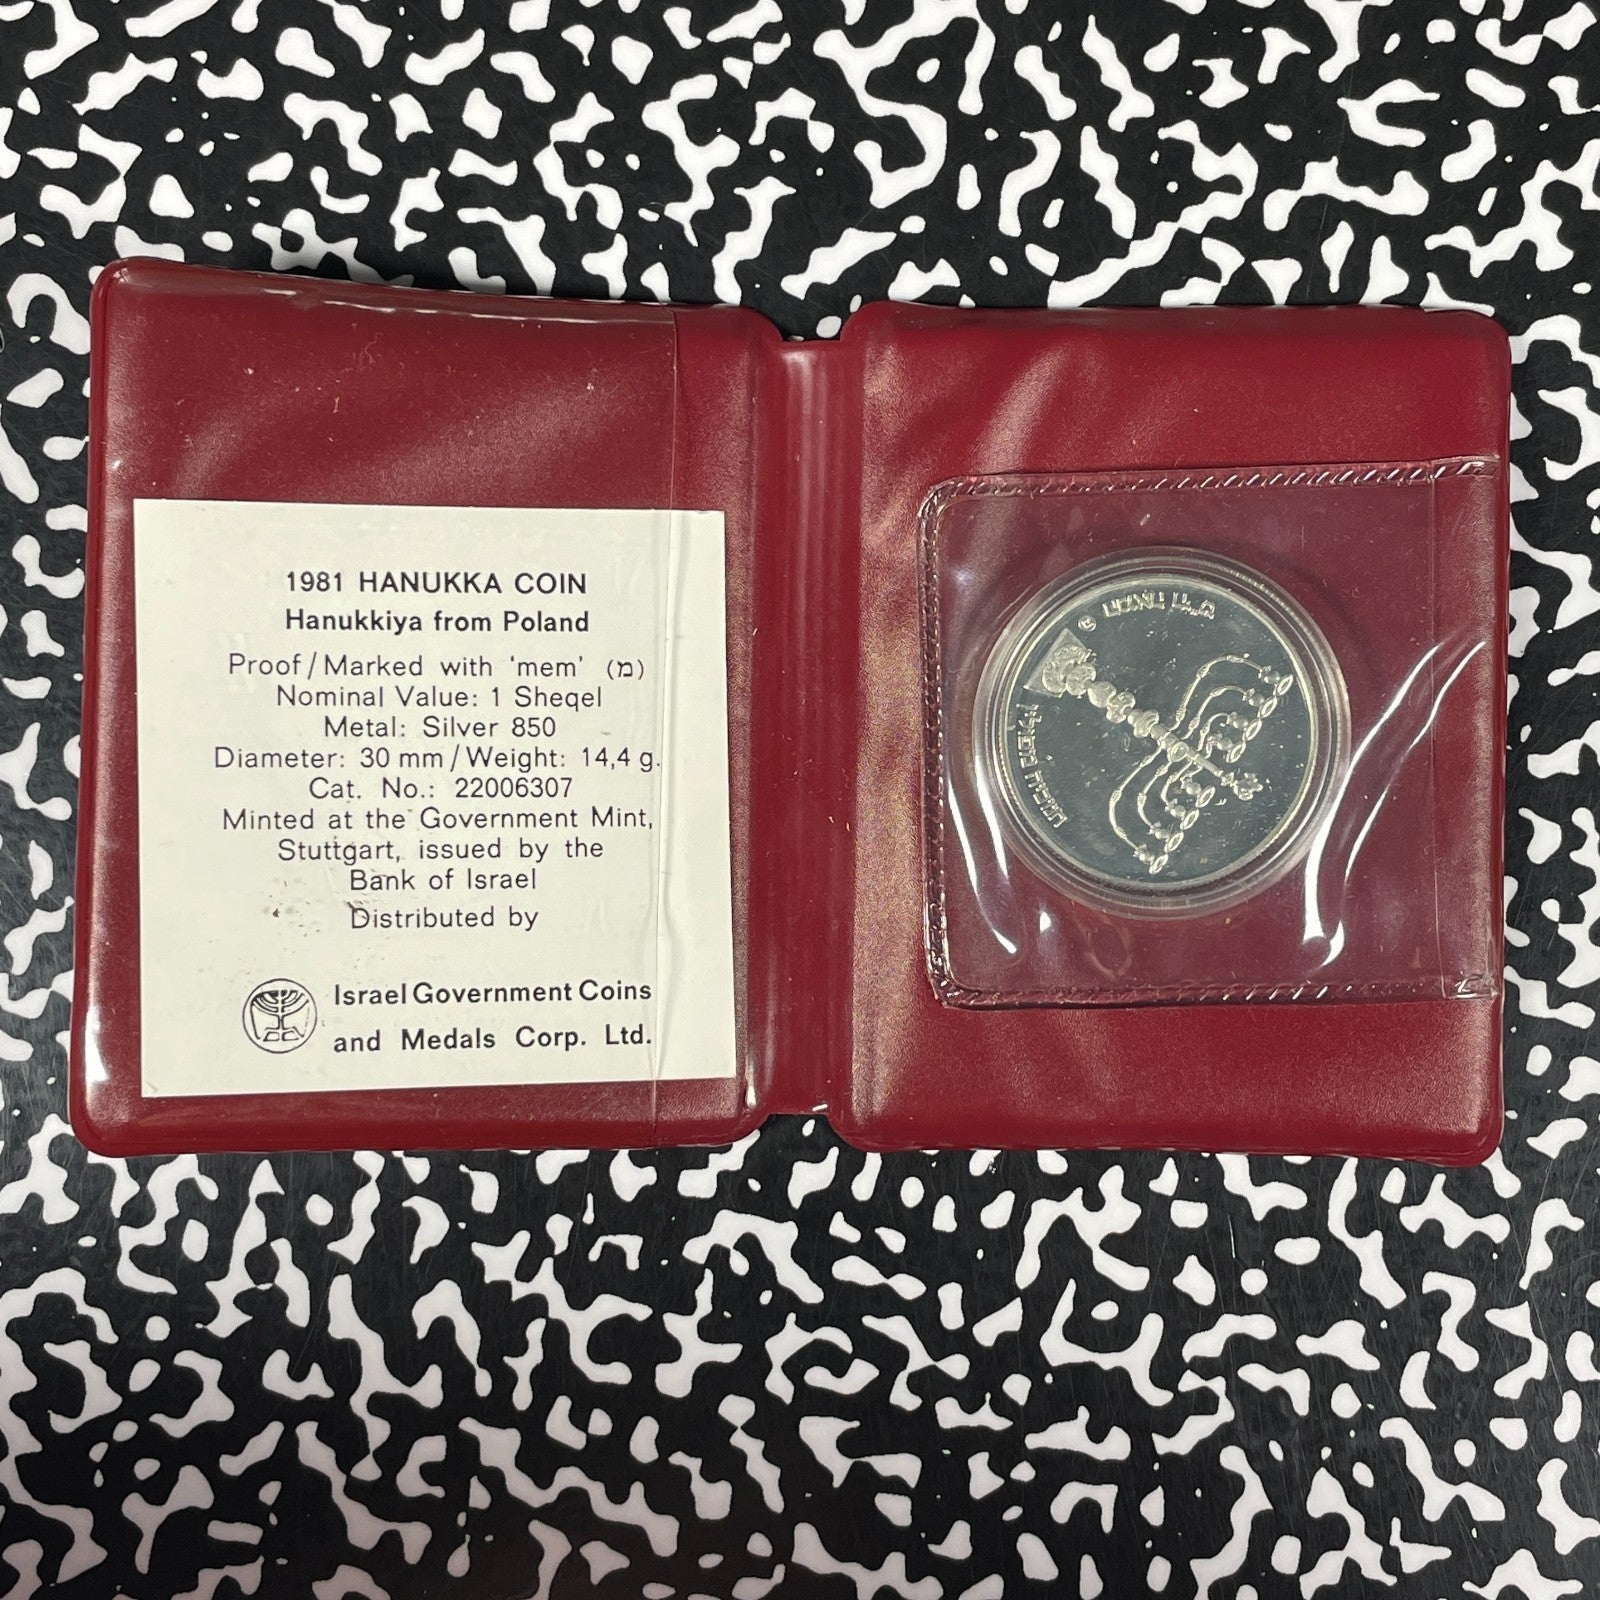 1981 HANUKKA COIN
Hanukkiya from Poland
Proof/Marked with ‘mem’ (מ)
Nominal Value: 1 Sheqel
Metal: Silver 850
Diameter: 30 mm/Weight: 14,4 g.
Cat. No.: 22006307
Minted at the Government Mint,
Stuttgart, issued by the
Bank of Israel
Distributed by
Israel Government Coins
and Medals Corp. Ltd.
חנוכיה מפולין